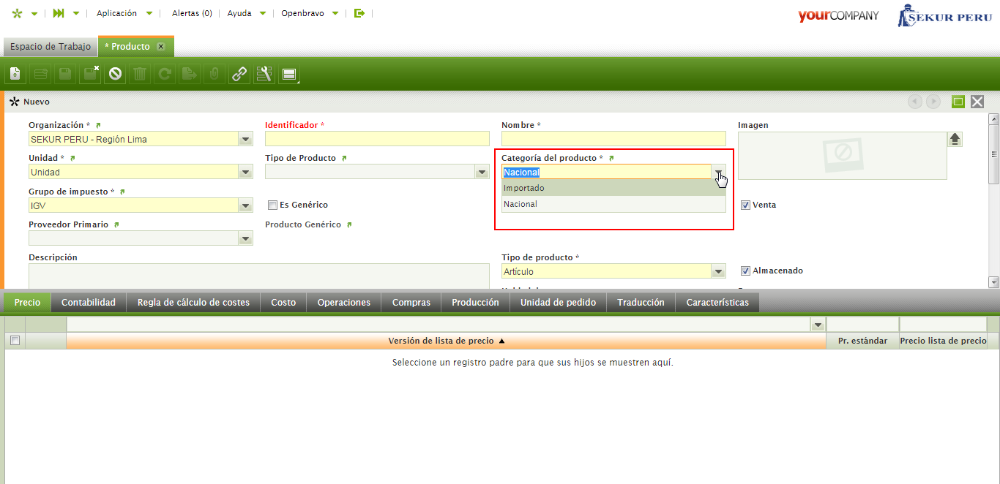 Aplicación
Alertas (0)
Ayuda
Openbravo
yourCOMPANY
SEKUR PERU
Espacio de Trabajo
* Producto
Nuevo
Organización *
Identificador *
Nombre *
Imagen
SEKUR PERU - Región Lima
Unidad *
Tipo de Producto
Categoría del producto *
Unidad
Nacional
Importado
Nacional
Grupo de impuesto *
IGV
Es Genérico
Venta
Proveedor Primario
Producto Genérico
Descripción
Tipo de producto *
Artículo
Almacenado
Precio
Contabilidad
Regla de cálculo de costes
Costo
Operaciones
Compras
Producción
Unidad de pedido
Traducción
Características
Versión de lista de precio
Pr. estándar
Precio lista de precio
Seleccione un registro padre para que sus hijos se muestren aquí.